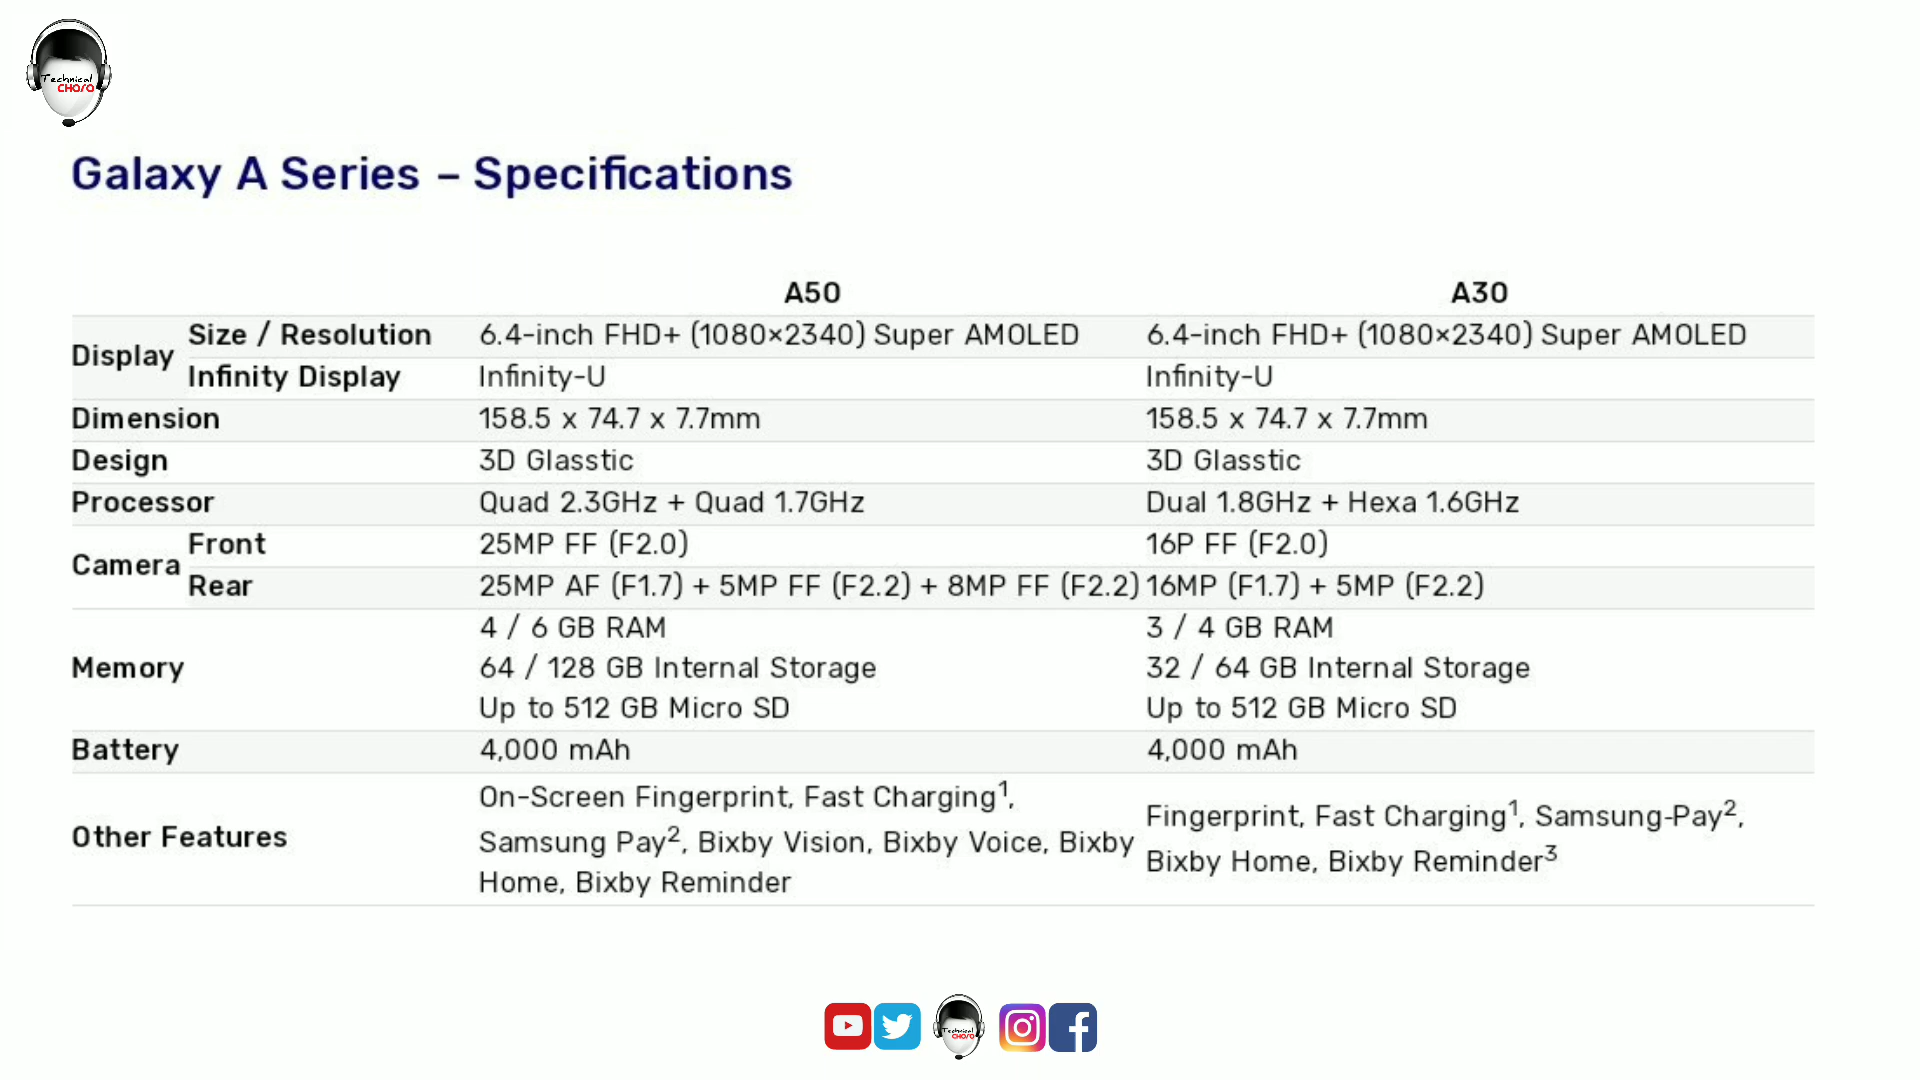 Technical
CHORO
Galaxy A Series – Specifications
A50 A30
Display Size / Resolution 6.4-inch FHD+ (1080×2340) Super AMOLED 6.4-inch FHD+ (1080×2340) Super AMOLED
Infinity Display Infinity-U Infinity-U
Dimension 158.5 x 74.7 x 7.7mm 158.5 x 74.7 x 7.7mm
Design 3D Glasstic 3D Glasstic
Processor Quad 2.3GHz + Quad 1.7GHz Dual 1.8GHz + Hexa 1.6GHz
Camera Front 25MP FF (F2.0) 16P FF (F2.0)
Rear 25MP AF (F1.7) + 5MP FF (F2.2) + 8MP FF (F2.2) 16MP (F1.7) + 5MP (F2.2)
Memory 4 / 6 GB RAM 3 / 4 GB RAM
64 / 128 GB Internal Storage 32 / 64 GB Internal Storage
Up to 512 GB Micro SD Up to 512 GB Micro SD
Battery 4,000 mAh 4,000 mAh
Other Features On-Screen Fingerprint, Fast Charging¹,
Samsung Pay², Bixby Vision, Bixby Voice, Bixby
Home, Bixby Reminder
Fingerprint, Fast Charging¹, Samsung-Pay²,
Bixby Home, Bixby Reminder³
Technical
CHORO